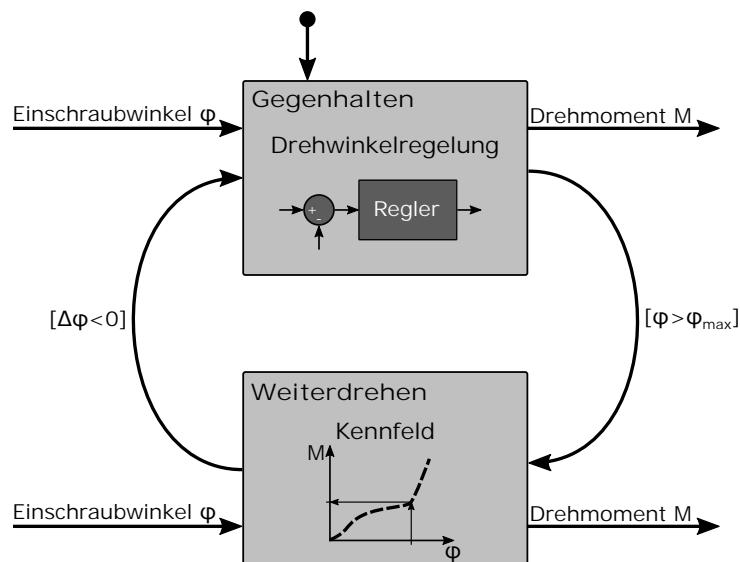 Gegenhalten
Einschraubwinkel φ
Drehmoment M
Drehwinkelregelung
+
-
Regler
[Δφ<0]
[φ>φmax]
Weiterdrehen
Kennfeld
M
Einschraubwinkel φ
Drehmoment M
φ